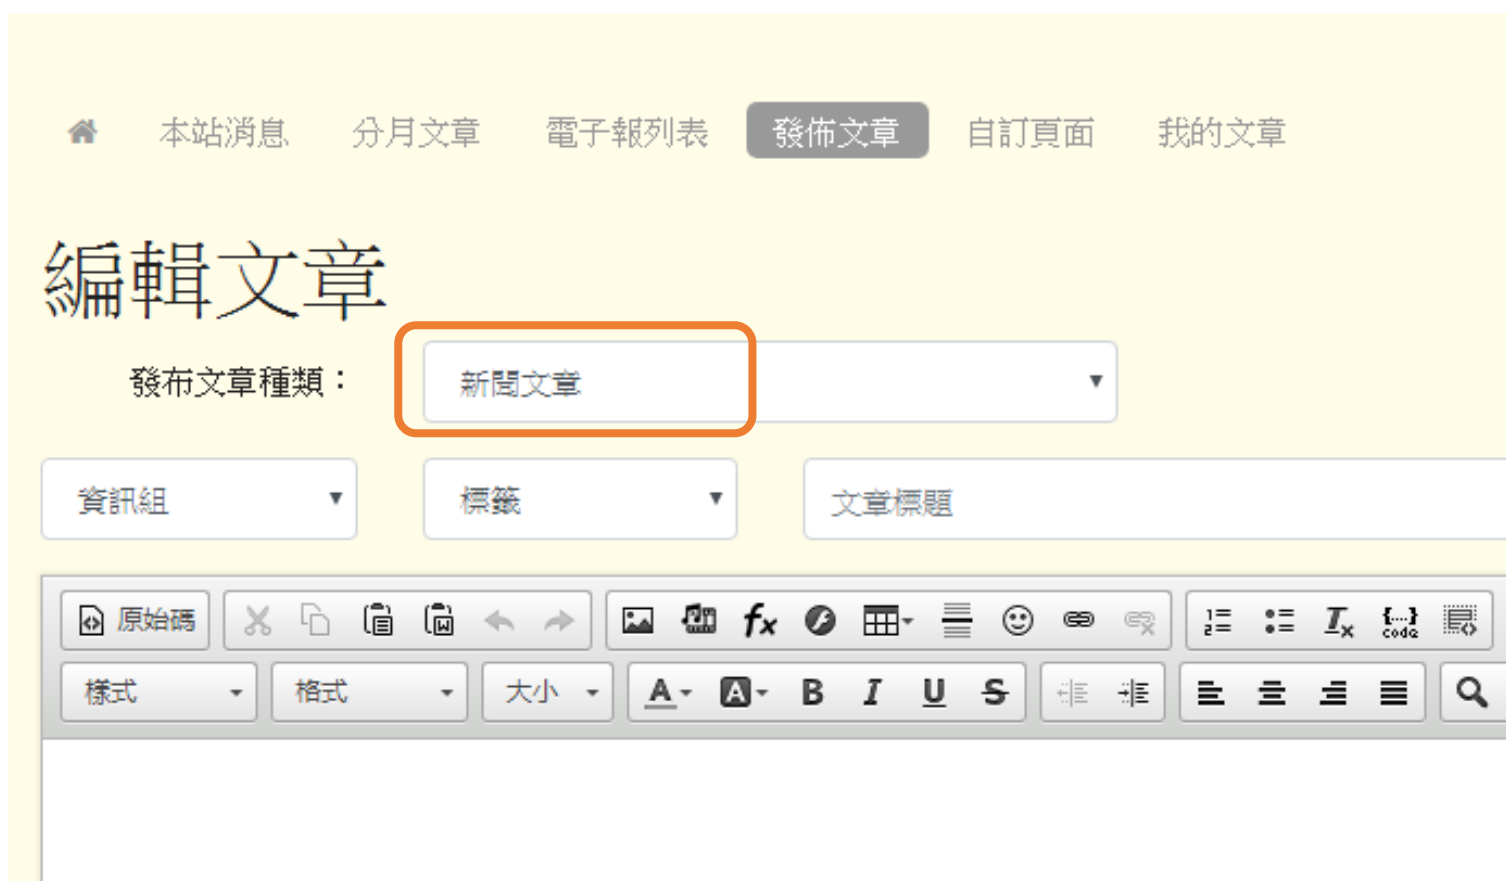 本站消息 分月文章 電子報列表 發佈文章 自訂頁面 我的文章
編輯文章
發布文章種類： 新聞文章
資訊組 標籤 文章標題
原始碼
樣式 格式 大小